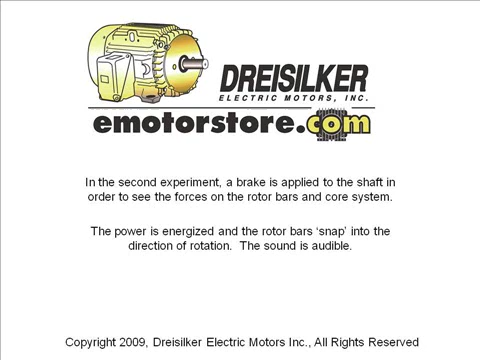 DREISILKER
ELECTRIC MOTORS, INC.
emotorstore.com
In the second experiment, a brake is applied to the shaft in
order to see the forces on the rotor bars and core system.
The power is energized and the rotor bars ‘snap’ into the
direction of rotation.  The sound is audible.
Copyright 2009, Dreisilker Electric Motors Inc., All Rights Reserved